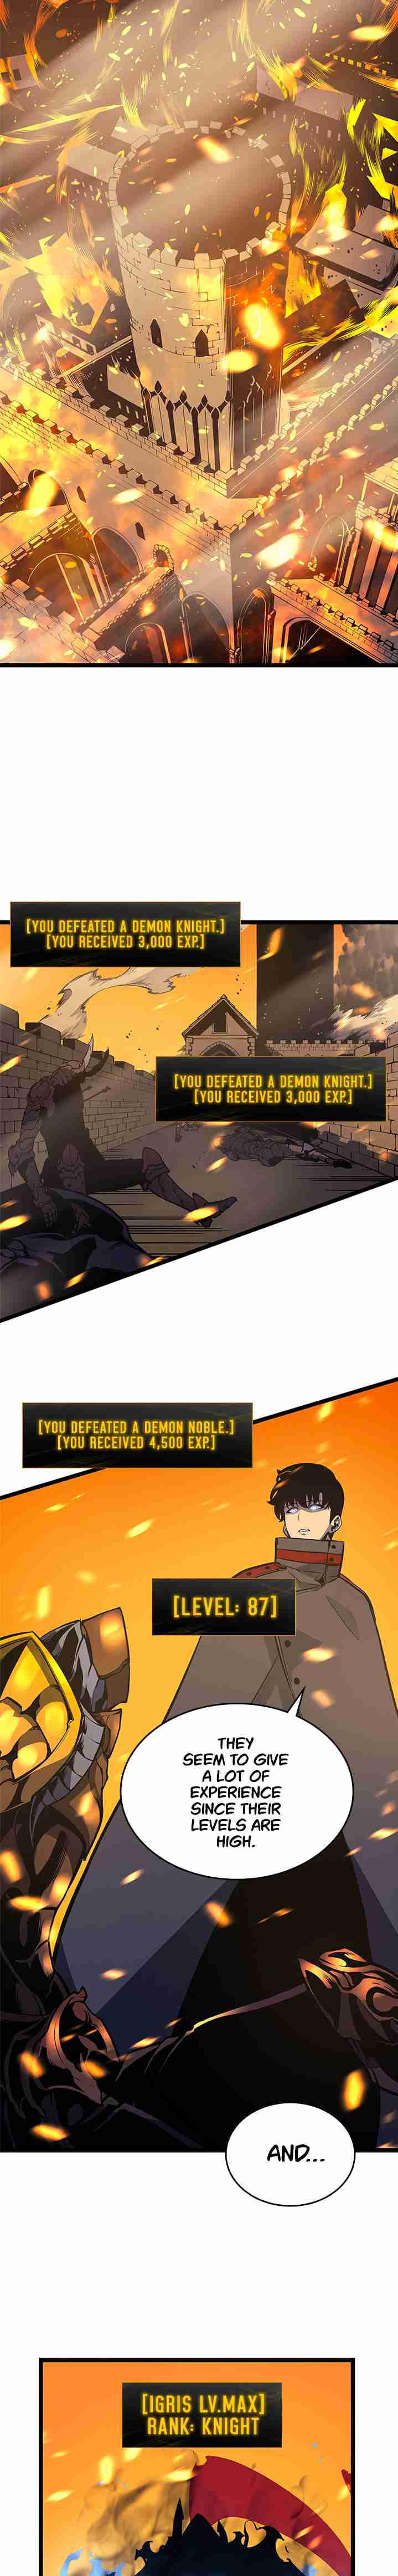 [YOU DEFEATED A DEMON KNIGHT.]
[YOU RECEIVED 3,000 EXP.]
[YOU DEFEATED A DEMON KNIGHT.]
[YOU RECEIVED 3,000 EXP.]
[YOU DEFEATED A DEMON NOBLE.]
[YOU RECEIVED 4,500 EXP.]
[LEVEL: 87]
THEY
SEEM TO GIVE
A LOT OF
EXPERIENCE
SINCE THEIR
LEVELS ARE
HIGH.
AND...
[IGRIS LV.MAX]
RANK: KNIGHT